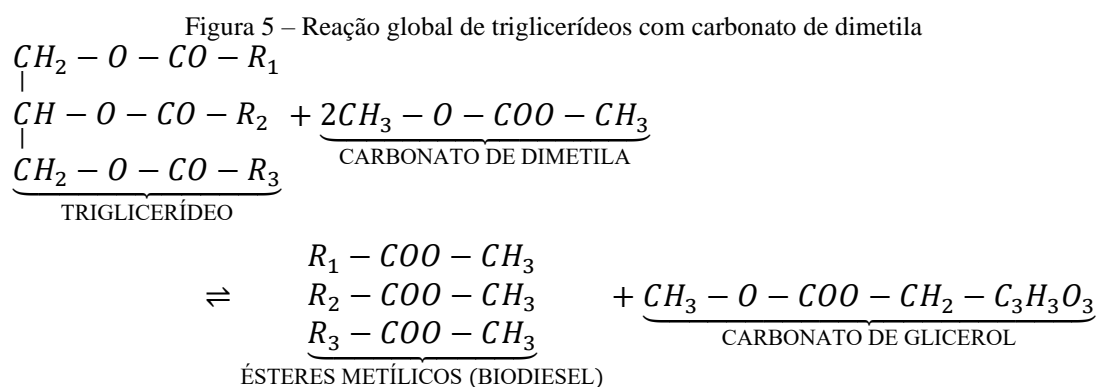 Figura 5 – Reação global de triglicerídeos com carbonato de dimetila
CH₂ − O − CO − R₁
|
CH − O − CO − R₂ + 2CH₃ − O − COO − CH₃
|
CH₂ − O − CO − R₃
CARBONATO DE DIMETILA
TRIGLICERÍDEO
R₁ − COO − CH₃
⇌ R₂ − COO − CH₃ + CH₃ − O − COO − CH₂ − C₃H₃O₃
R₃ − COO − CH₃
CARBONATO DE GLICEROL
ÉSTERES METÍLICOS (BIODIESEL)